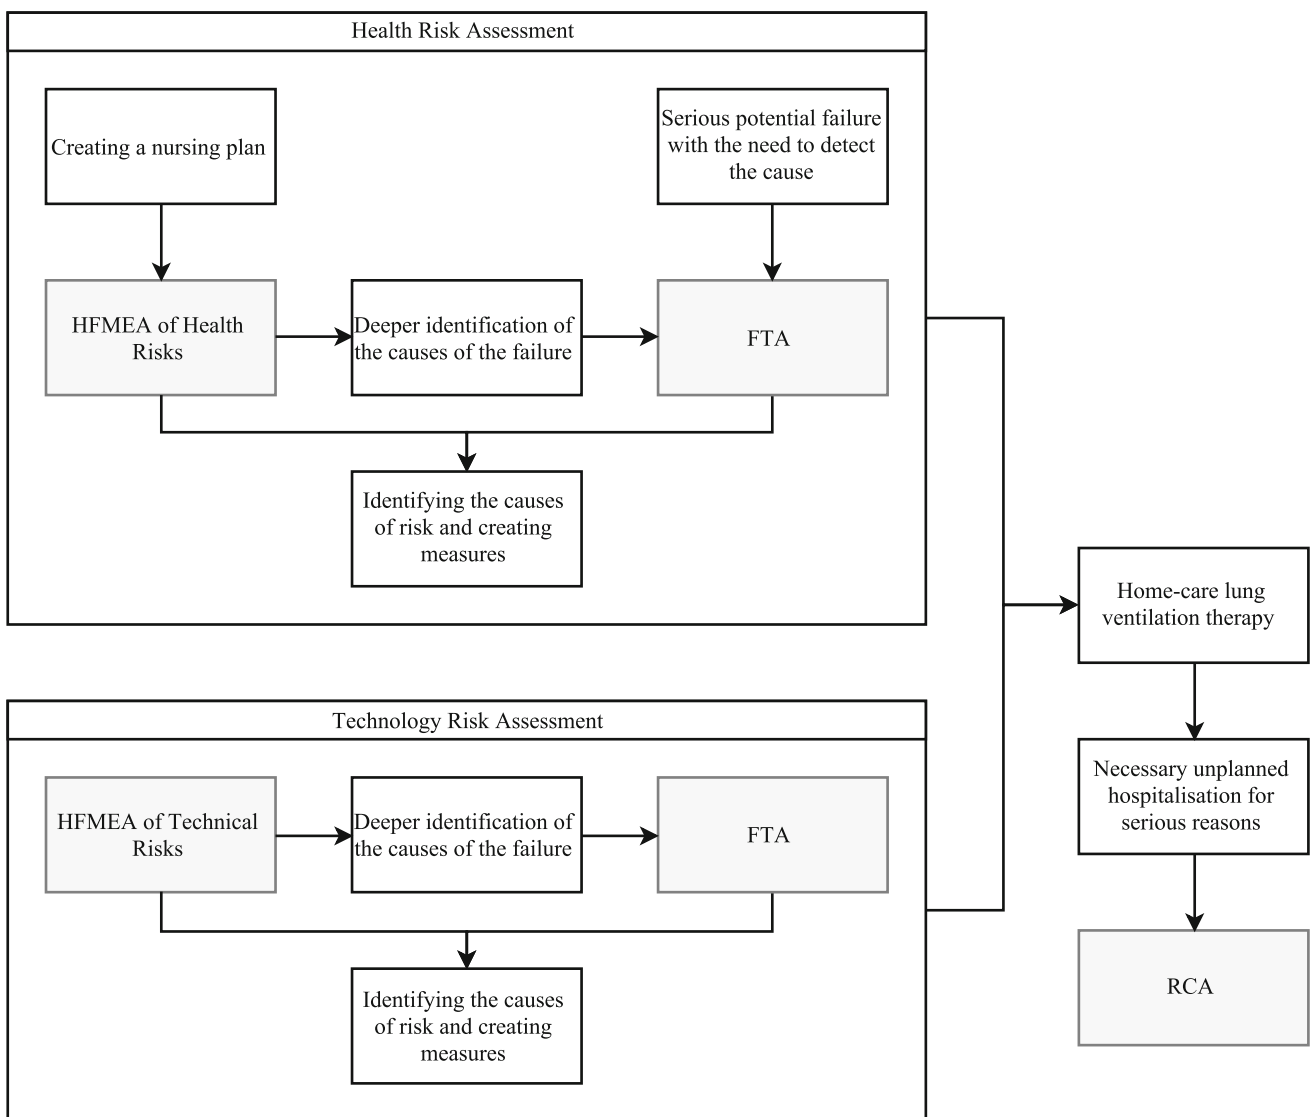 Health Risk Assessment
Creating a nursing plan
Serious potential failure
with the need to detect
the cause
HFMEA of Health
Risks
Deeper identification of
the causes of the failure
FTA
Identifying the causes
of risk and creating
measures
Home-care lung
ventilation therapy
Technology Risk Assessment
HFMEA of Technical
Risks
Deeper identification of
the causes of the failure
FTA
Necessary unplanned
hospitalisation for
serious reasons
Identifying the causes
of risk and creating
measures
RCA